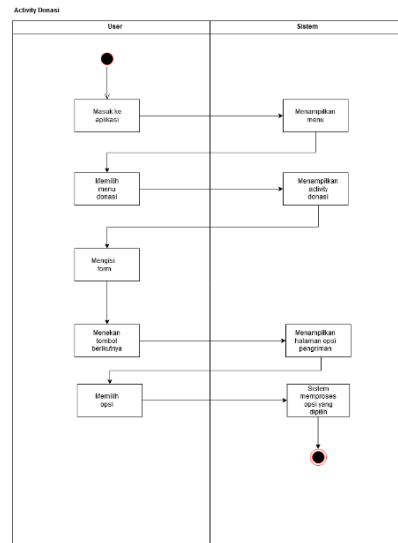 Activity Donasi
User
Sistem
Masuk ke
aplikasi
Menampilkan
menu
Memilih
menu
donasi
Menampilkan
activity
donasi
Mengisi
form
Menekan
tombol
berikutnya
Menampilkan
halaman opsi
pengriman
Memilih
opsi
Sistem
memproses
opsi yang
dipilih